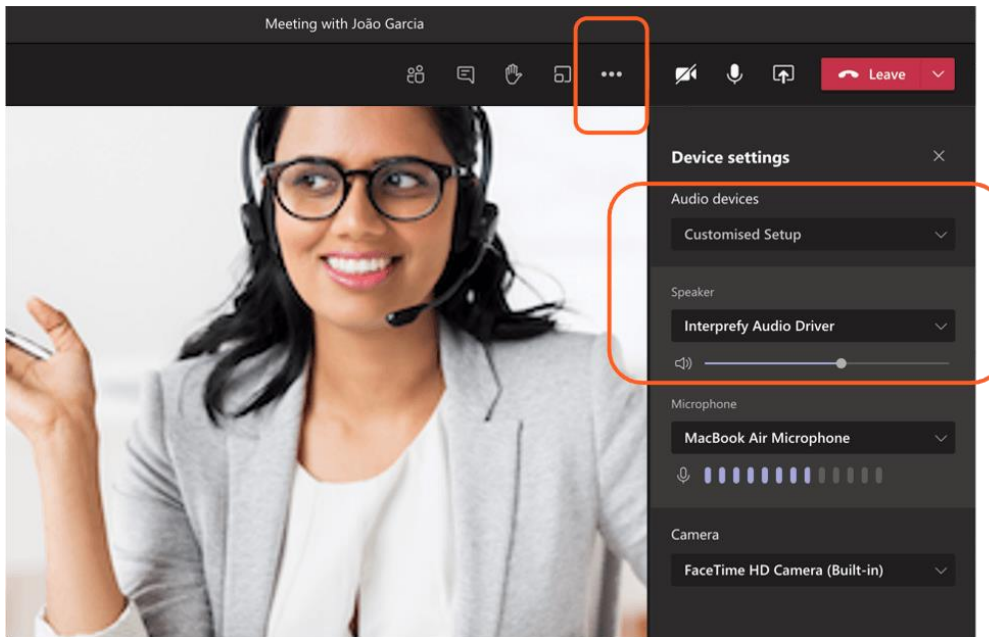 Meeting with João Garcia
Leave
Device settings
Audio devices
Customised Setup
Speaker
Interprefy Audio Driver
Microphone
MacBook Air Microphone
Camera
FaceTime HD Camera (Built-in)